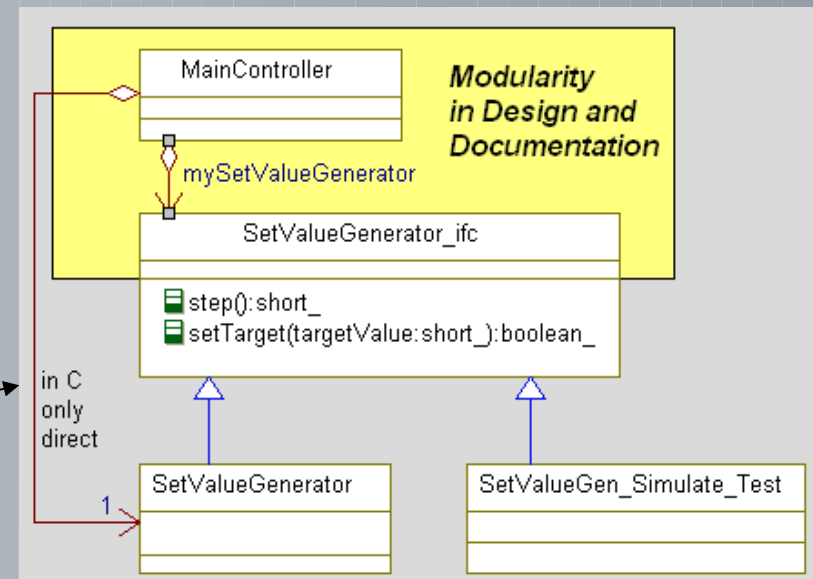 MainController
Modularity
in Design and
Documentation
mySetValueGenerator
SetValueGenerator_ifc
step():short_
setTarget(targetValue:short_):boolean_
in C
only
direct
1
SetValueGenerator
SetValueGen_Simulate_Test